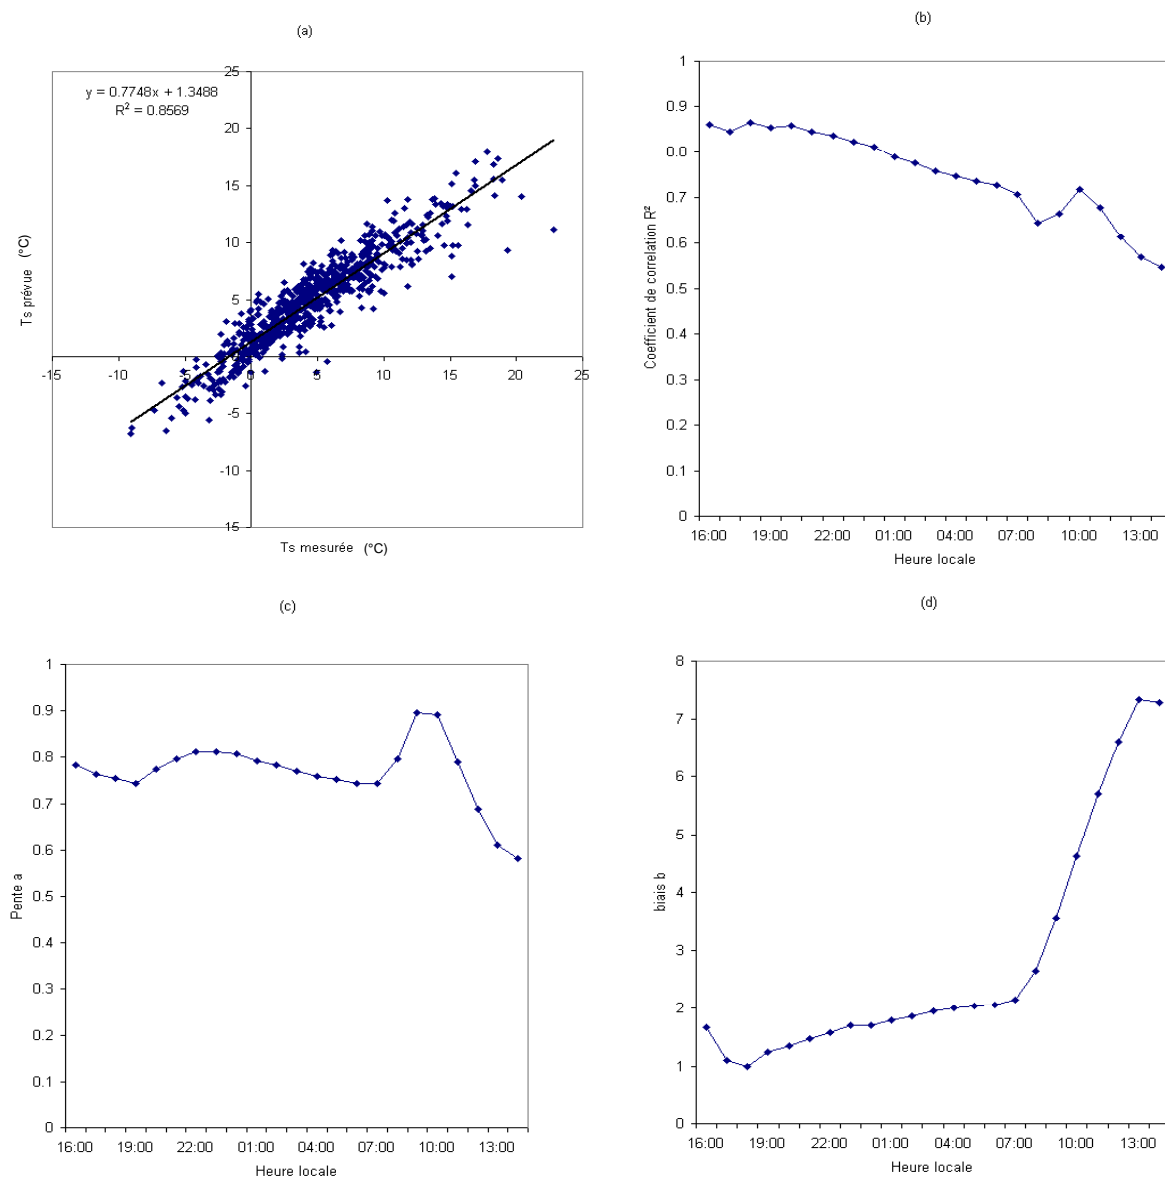 (a)
25
y = 0.7748x + 1.3488
R² = 0.8569
20
15
10
5
-15 -10 -5 0 5 10 15 20 25
-5
-10
15
Ts prévue (°C)
Ts mesurée (°C)
(b)
1
0.9
0.8
0.7
0.6
0.5
0.4
0.3
0.2
0.1
0
Coefficient de correlation R²
16:00 19:00 22:00 01:00 04:00 07:00 10:00 13:00
Heure locale
(c)
1
0.9
0.8
0.7
0.6
0.5
0.4
0.3
0.2
0.1
0
Pente a
16:00 19:00 22:00 01:00 04:00 07:00 10:00 13:00
Heure locale
(d)
8
7
6
5
4
3
2
1
0
biais b
16:00 19:00 22:00 01:00 04:00 07:00 10:00 13:00
Heure locale